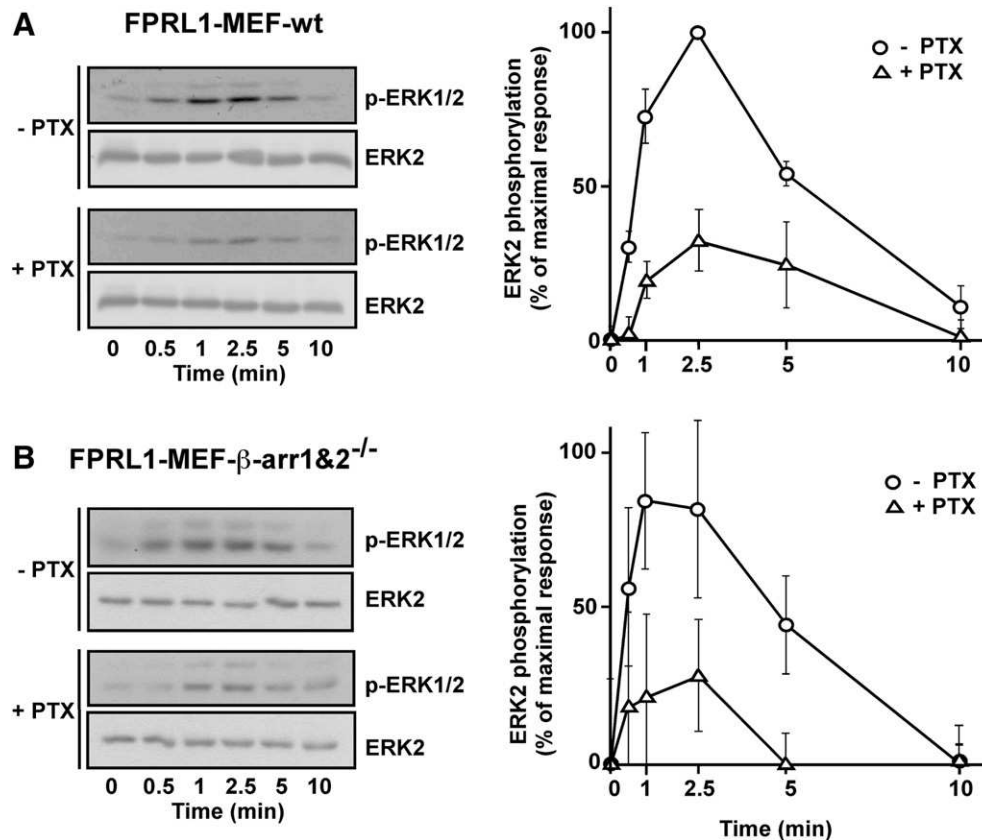 A FPRL1-MEF-wt
- PTX
p-ERK1/2
ERK2
+ PTX
p-ERK1/2
ERK2
0 0.5 1 2.5 5 10
Time (min)
ERK2 phosphorylation
(% of maximal response)
100
50
0
○ - PTX
△ + PTX
0 1 2.5 5 10
B FPRL1-MEF-β-arr1&2-/-
- PTX
p-ERK1/2
ERK2
+ PTX
p-ERK1/2
ERK2
0 0.5 1 2.5 5 10
Time (min)
ERK2 phosphorylation
(% of maximal response)
100
50
0
○ - PTX
△ + PTX
0 1 2.5 5 10
Time (min)